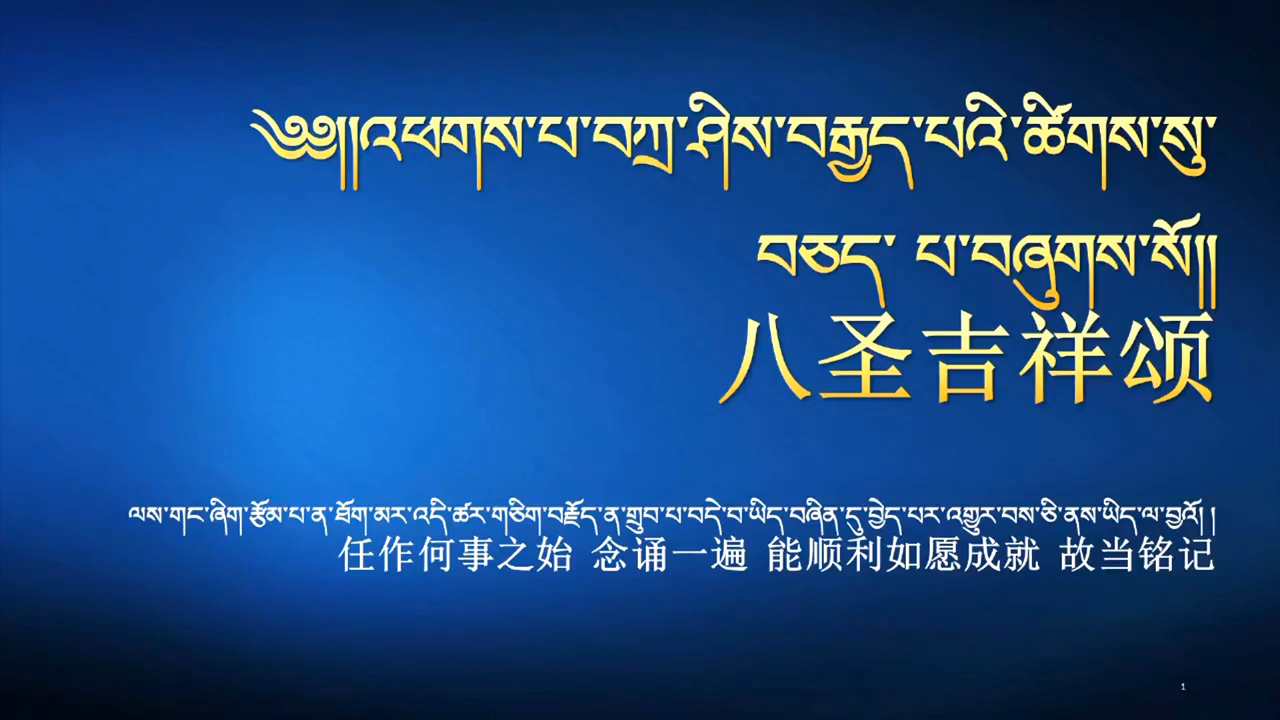 ༄༅།།འཕགས་པ་བཀྲ་ཤིས་བརྒྱད་པའི་ཚིགས་སུ་
བཅད་ པ་བཞུགས་སོ།།
八圣吉祥颂
ལས་གང་ཞིག་རྩོམ་པ་ན་ཐོག་མར་འདི་ཚར་གཅིག་བརྗོད་ན་གྲུབ་པ་བདེ་བ་ཡིད་བཞིན་དུ་བྱེད་པར་འགྱུར་བས་ཅི་ནས་ཡིད་ལ་བྱའོ། །
任作何事之始 念诵一遍 能顺利如愿成就 故当铭记
1